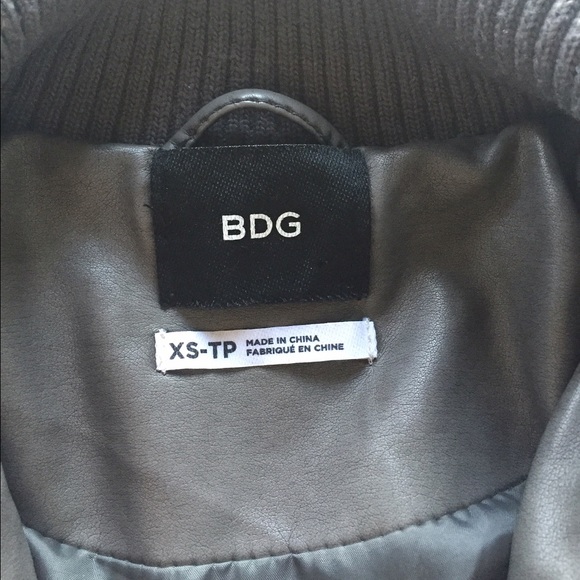 BDG
XS-TP MADE IN CHINA
FABRIQUÉ EN CHINE